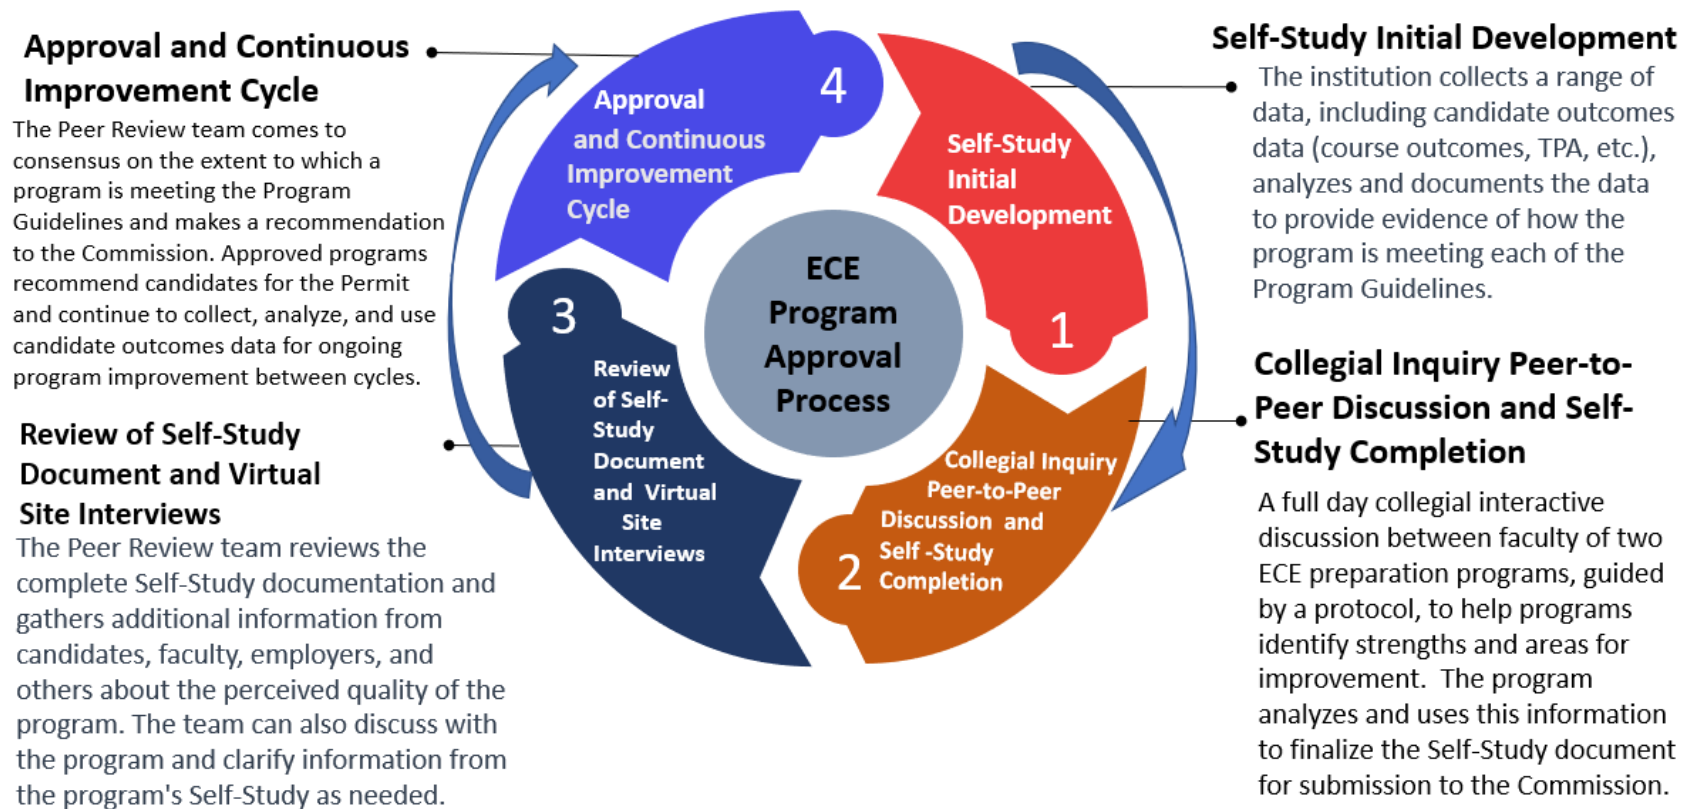 Approval and Continuous
Improvement Cycle
The Peer Review team comes to
consensus on the extent to which a
program is meeting the Program
Guidelines and makes a recommendation
to the Commission. Approved programs
recommend candidates for the Permit
and continue to collect, analyze, and use
candidate outcomes data for ongoing
program improvement between cycles.
Review of Self-Study
Document and Virtual
Site Interviews
The Peer Review team reviews the
complete Self-Study documentation and
gathers additional information from
candidates, faculty, employers, and
others about the perceived quality of the
program. The team can also discuss with
the program and clarify information from
the program's Self-Study as needed.
4
Approval
and Continuous
Improvement
Cycle
Self-Study
Initial
Development
1
ECE
Program
Approval
Process
3
Review
of Self-
Study
Document
and Virtual
Site
Interviews
Collegial Inquiry
Peer-to-Peer
Discussion and
Self -Study
Completion
2
Self-Study Initial Development
The institution collects a range of
data, including candidate outcomes
data (course outcomes, TPA, etc.),
analyzes and documents the data
to provide evidence of how the
program is meeting each of the
Program Guidelines.
Collegial Inquiry Peer-to-
Peer Discussion and Self-
Study Completion
A full day collegial interactive
discussion between faculty of two
ECE preparation programs, guided
by a protocol, to help programs
identify strengths and areas for
improvement. The program
analyzes and uses this information
to finalize the Self-Study document
for submission to the Commission.